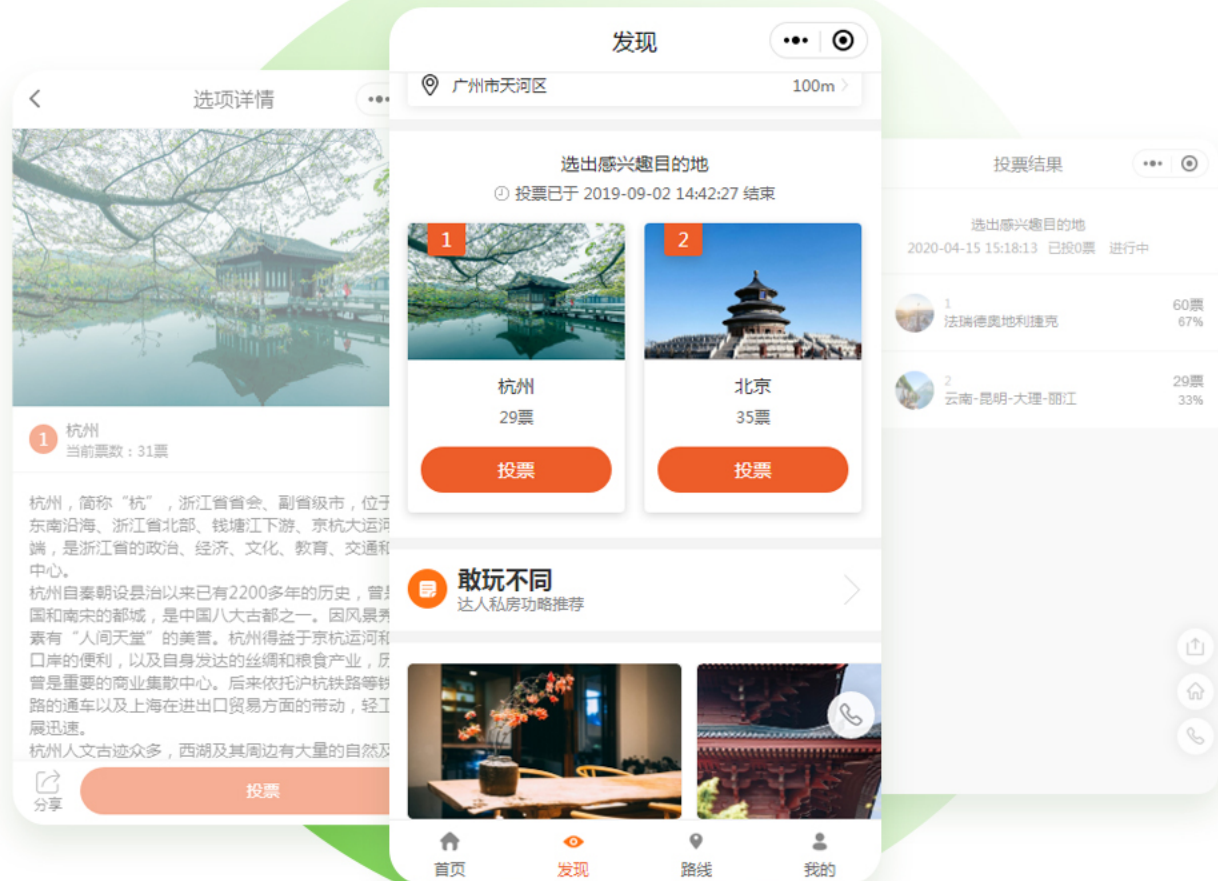 选项详情
1
杭州
当前票数：31票
杭州，简称“杭”，浙江省省会、副省级市，位于
东南沿海、浙江省北部、钱塘江下游、京杭大运河
端，是浙江省的政治、经济、文化、教育、交通和
中心。
杭州自秦朝设县治以来已有2200多年的历史，曾是
国和南宋的都城，是中国八大古都之一。因风景秀
素有“人间天堂”的美誉。杭州得益于京杭运河和
口岸的便利，以及自身发达的丝绸和粮食产业，历
曾是重要的商业集散中心。后来依托沪杭铁路等铁
路的通车以及上海在进出口贸易方面的带动，轻工
展迅速。
杭州人文古迹众多，西湖及其周边有大量的自然及
分享
投票
发现
广州市天河区 100m
选出感兴趣目的地
投票已于 2019-09-02 14:42:27 结束
1
杭州
29票
投票
2
北京
35票
投票
敢玩不同
达人私房功略推荐
首页
发现
路线
我的
投票结果
选出感兴趣目的地
2020-04-15 15:18:13 已投0票 进行中
1
法瑞德奥地利捷克
60票
67%
2
云南-昆明-大理-丽江
29票
33%